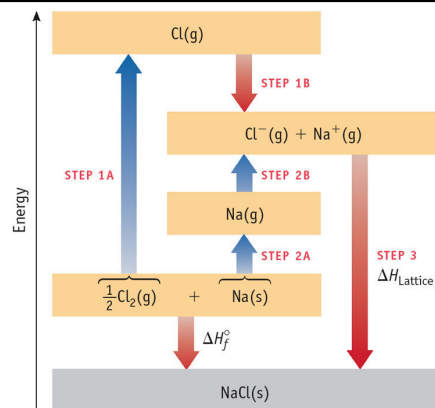 Cl(g)
STEP 1B
Cl⁻(g) + Na⁺(g)
STEP 1A
STEP 2B
Energy
Na(g)
STEP 2A
STEP 3
ΔH_Lattice
½Cl₂(g) + Na(s)
ΔH°_f
NaCl(s)